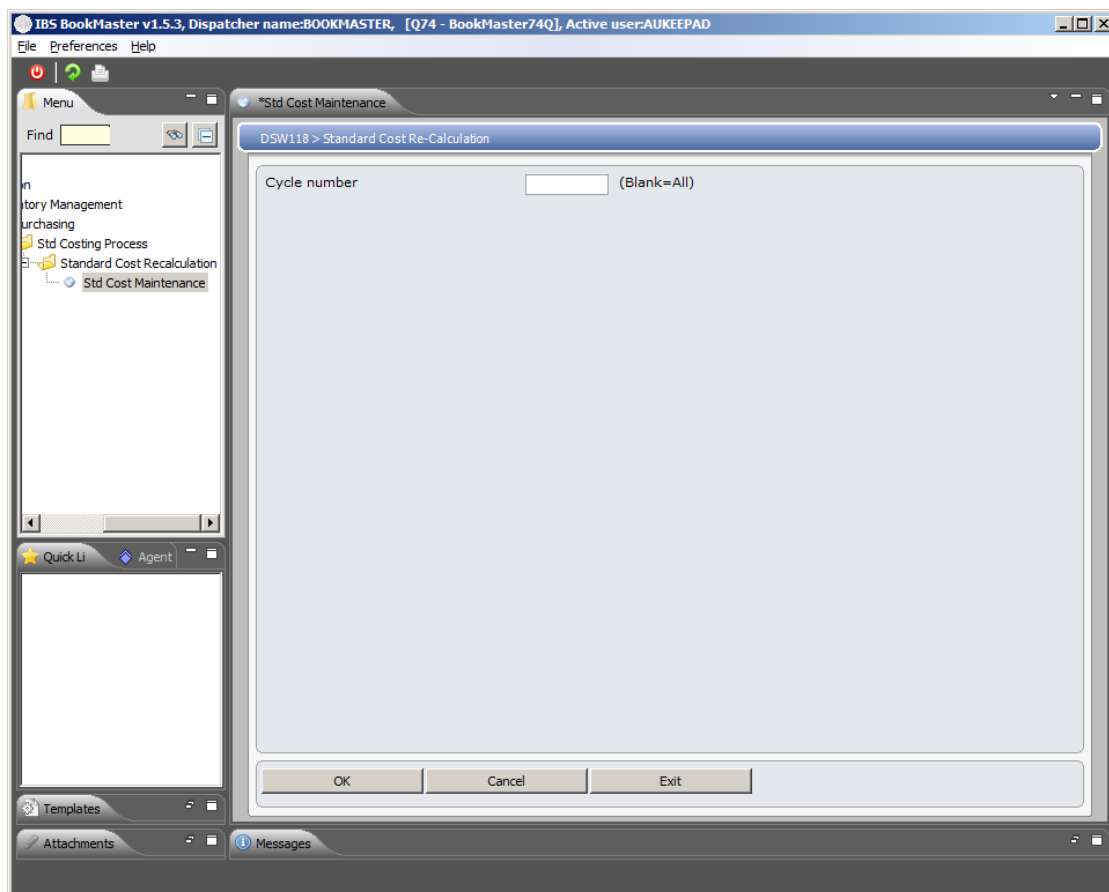 IBS BookMaster v1.5.3, Dispatcher name:BOOKMASTER, [Q74 - BookMaster74Q], Active user:AUKEEPAD
File Preferences Help
Menu
*Std Cost Maintenance
Find
DSW118 > Standard Cost Re-Calculation
Cycle number (Blank=All)
on
itory Management
urchasing
Std Costing Process
Standard Cost Recalculation
Std Cost Maintenance
Quick Li
Agent
OK Cancel Exit
Templates
Attachments
Messages